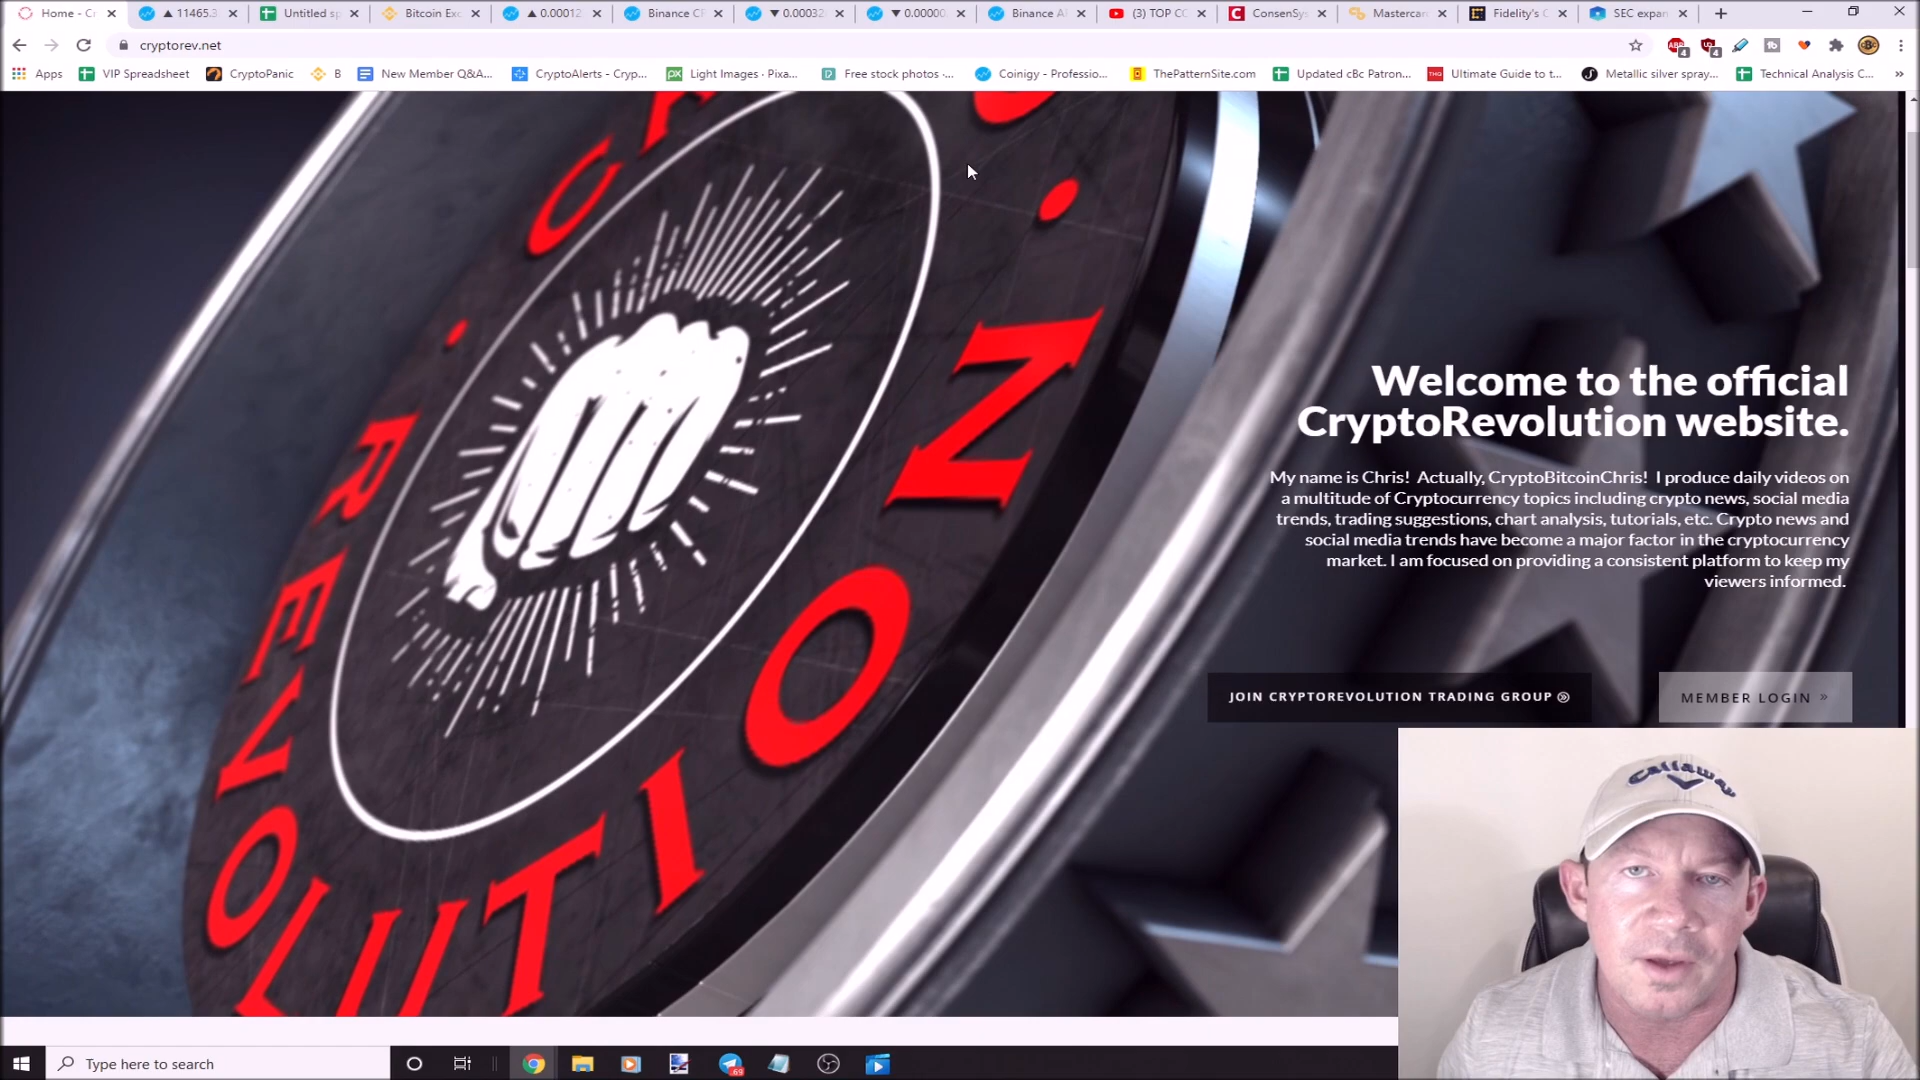 Home - Cr
11465.3
Untitled sp
Bitcoin Exc
0.00012
Binance CF
0.00032
0.00000
Binance Al
(3) TOP CO
ConsenSys
Mastercar
Fidelity's C
SEC expan
cryptorev.net
Apps
VIP Spreadsheet
CryptoPanic
B
New Member Q&A...
CryptoAlerts - Cryp...
Light Images · Pixa...
Free stock photos ·...
Coinigy - Professio...
ThePatternSite.com
Updated cBc Patron...
Ultimate Guide to t...
Metallic silver spray...
Technical Analysis C...
REVOLUTION
Welcome to the official
CryptoRevolution website.
My name is Chris! Actually, CryptoBitcoinChris! I produce daily videos on
a multitude of Cryptocurrency topics including crypto news, social media
trends, trading suggestions, chart analysis, tutorials, etc. Crypto news and
social media trends have become a major factor in the cryptocurrency
market. I am focused on providing a consistent platform to keep my
viewers informed.
JOIN CRYPTOREVOLUTION TRADING GROUP
MEMBER LOGIN »
Callaway
Type here to search
69